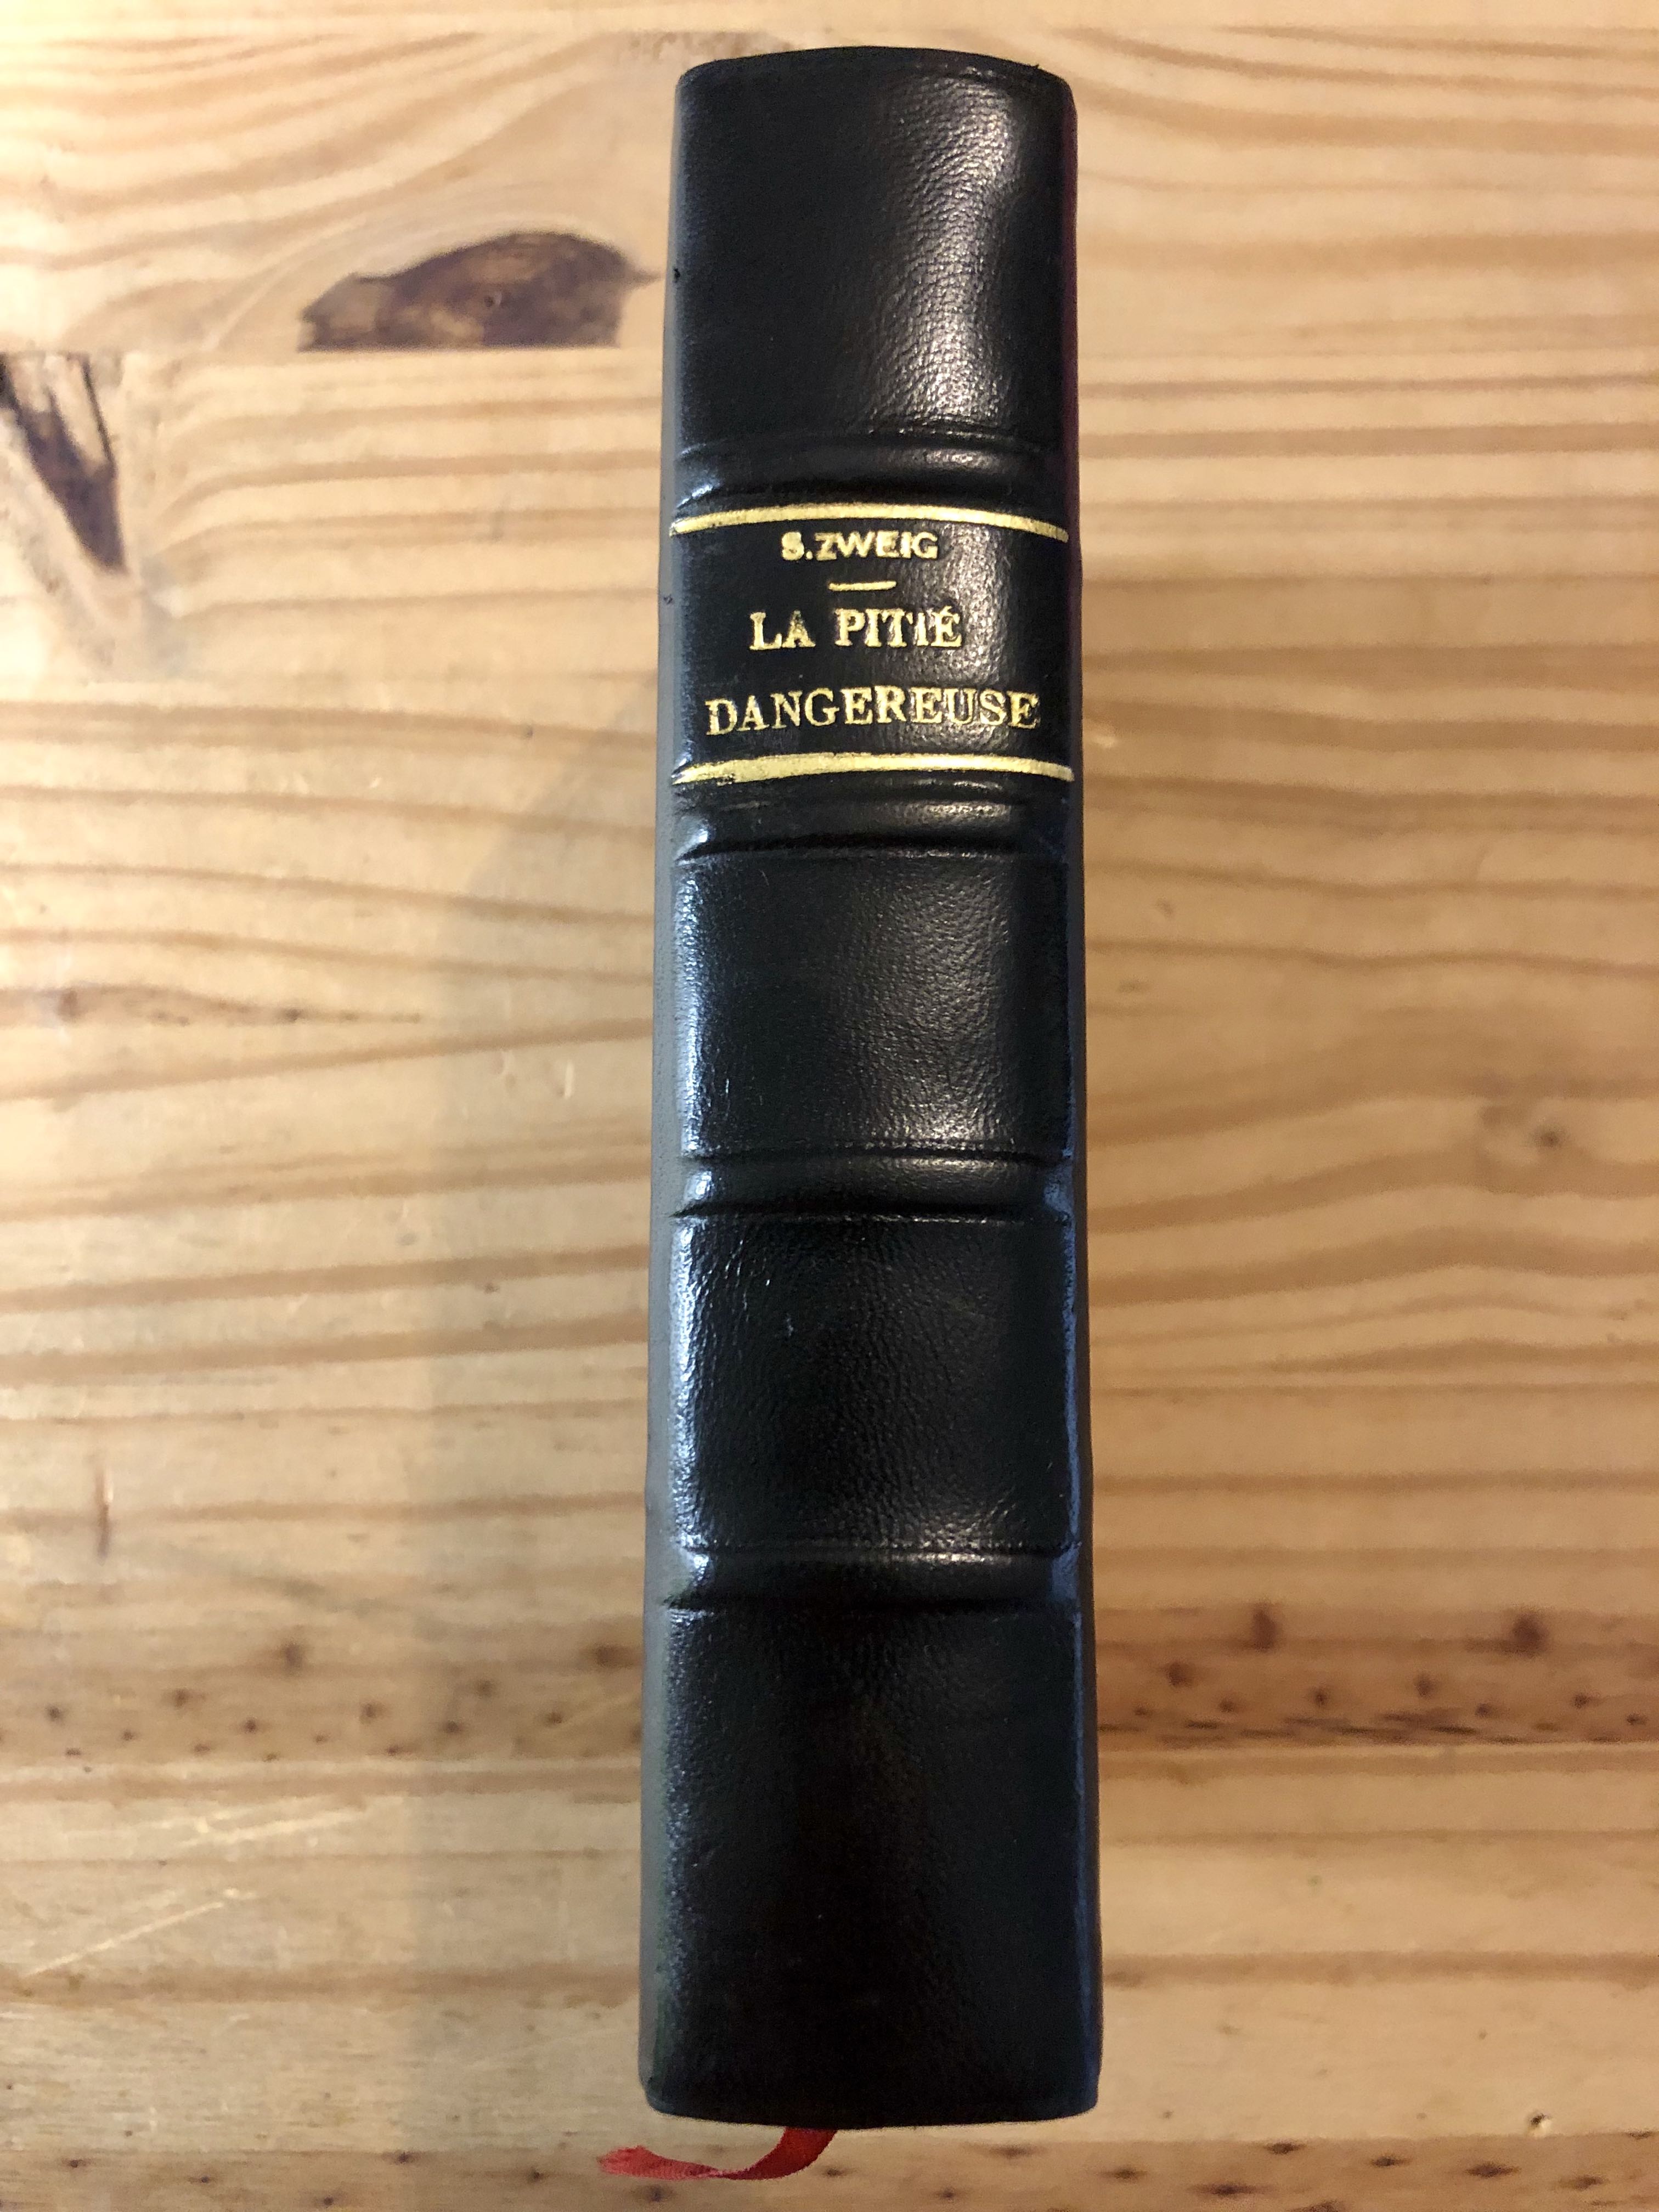 S.ZWEIG
LA PITIÉ
DANGEREUSE